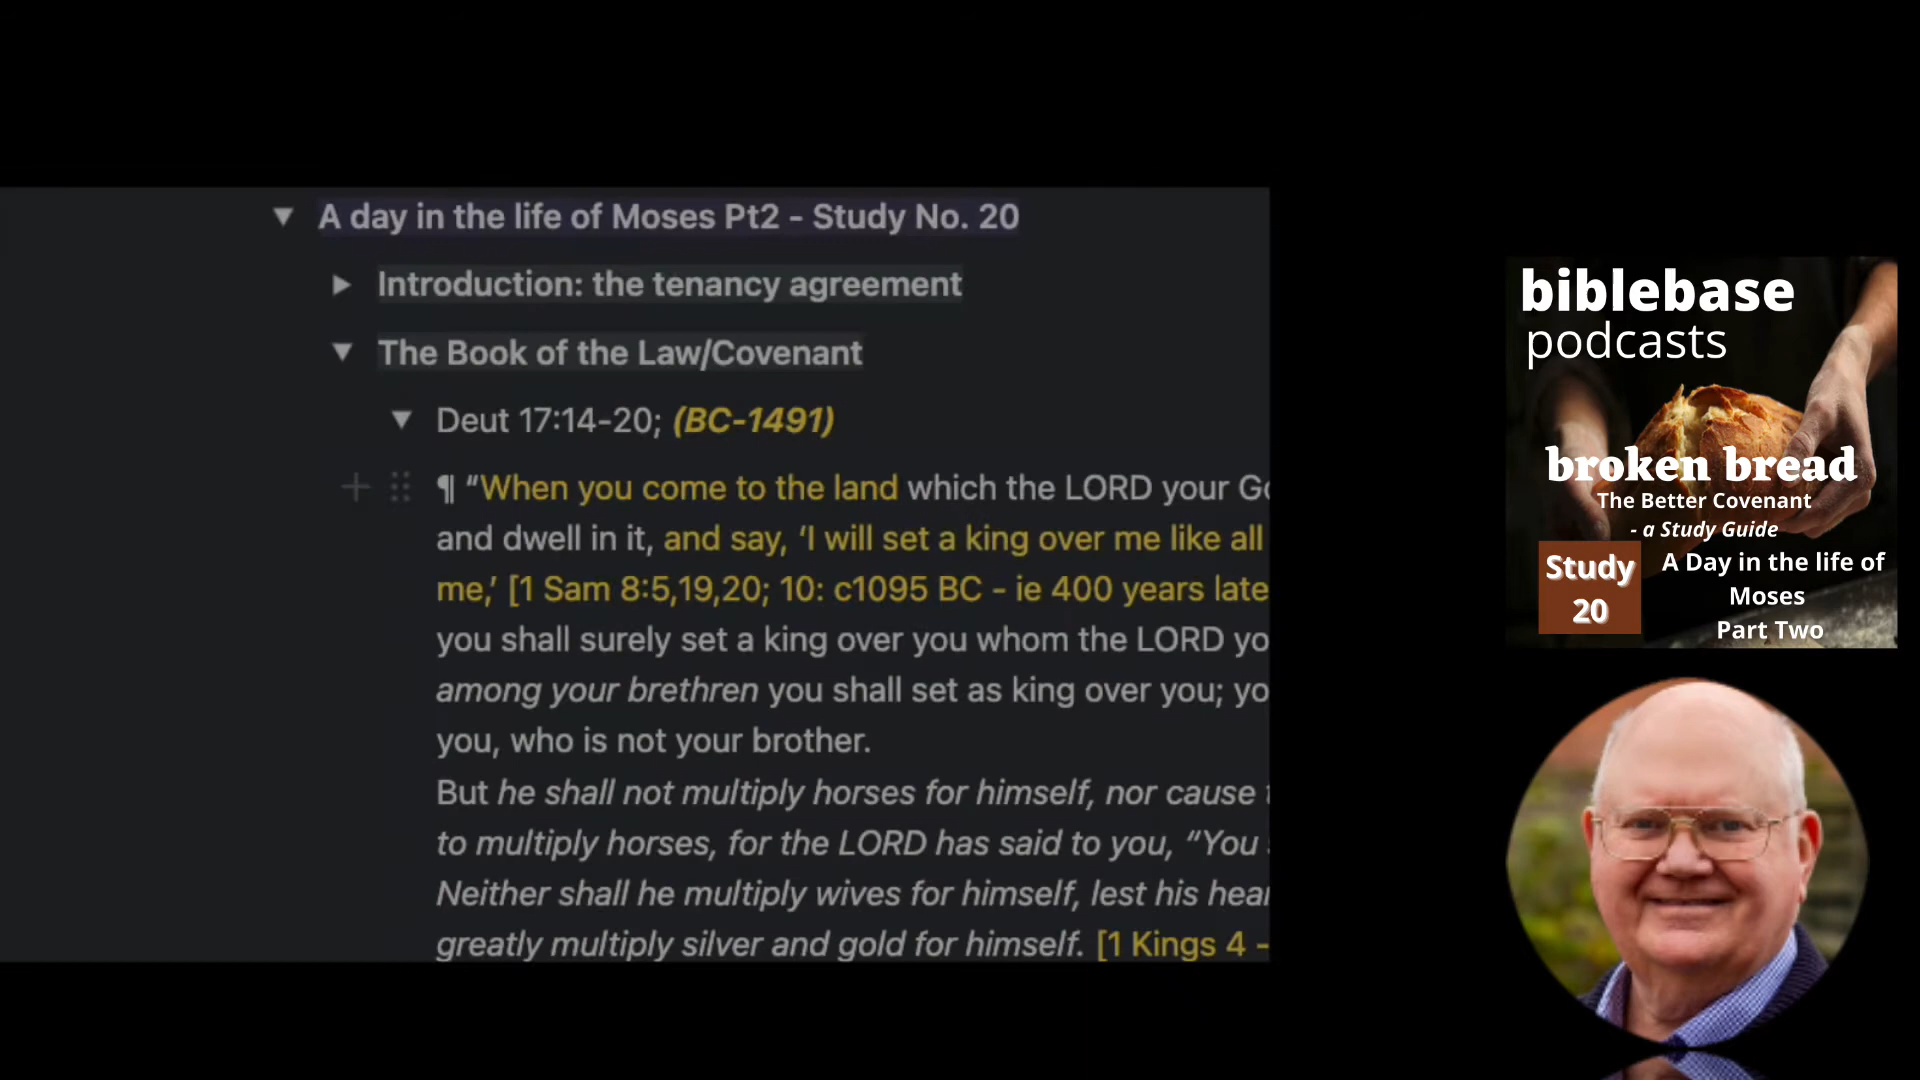 A day in the life of Moses Pt2 - Study No. 20
Introduction: the tenancy agreement
The Book of the Law/Covenant
Deut 17:14-20; (BC-1491)
¶ “When you come to the land which the LORD your
and dwell in it, and say, ‘I will set a king over me like all
me,’ [1 Sam 8:5,19,20; 10: c1095 BC - ie 400 years late
you shall surely set a king over you whom the LORD yo
among your brethren you shall set as king over you; yo
you, who is not your brother.
But he shall not multiply horses for himself, nor cause
to multiply horses, for the LORD has said to you, “You
Neither shall he multiply wives for himself, lest his hear
greatly multiply silver and gold for himself. [1 Kings 4 -
biblebase
podcasts
broken bread
The Better Covenant
- a Study Guide
Study
20
A Day in the life of
Moses
Part Two